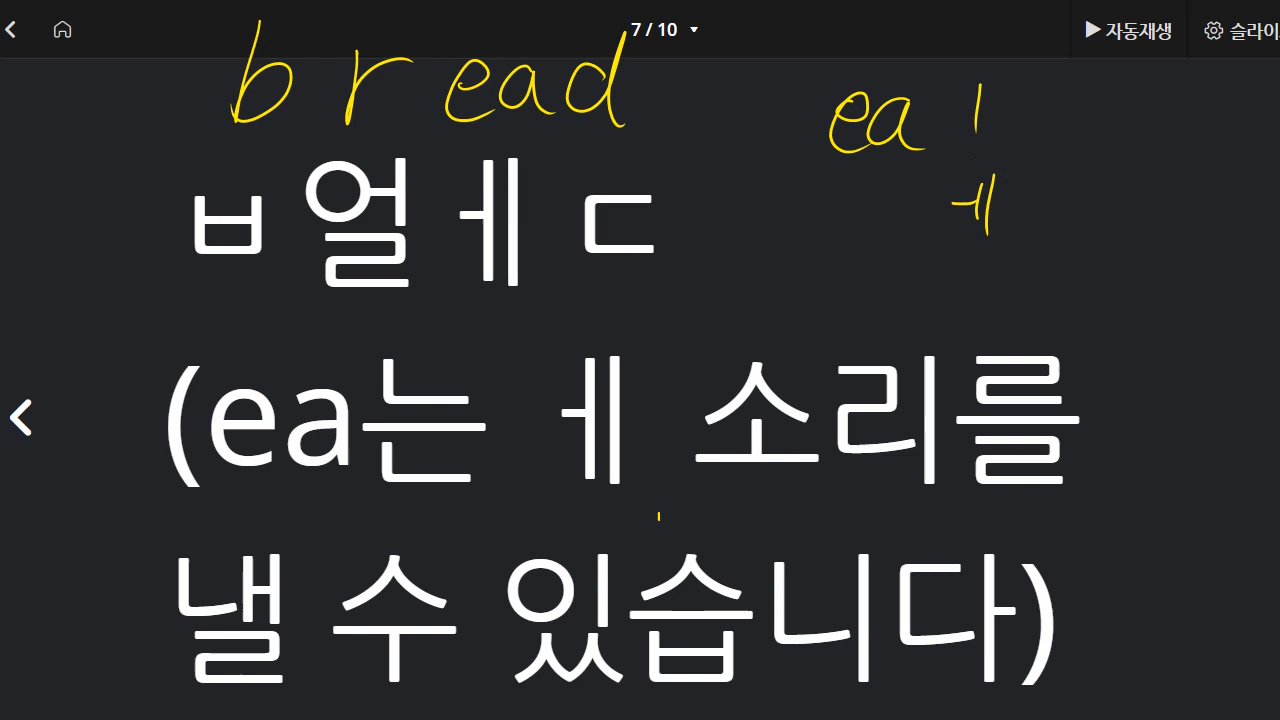 7 / 10 ▼ ▶ 자동재생 슬라이
bread
ea ㅣ
ㅔ
ㅂ얼ㅔㄷ
(ea는 ㅔ 소리를
낼 수 있습니다)